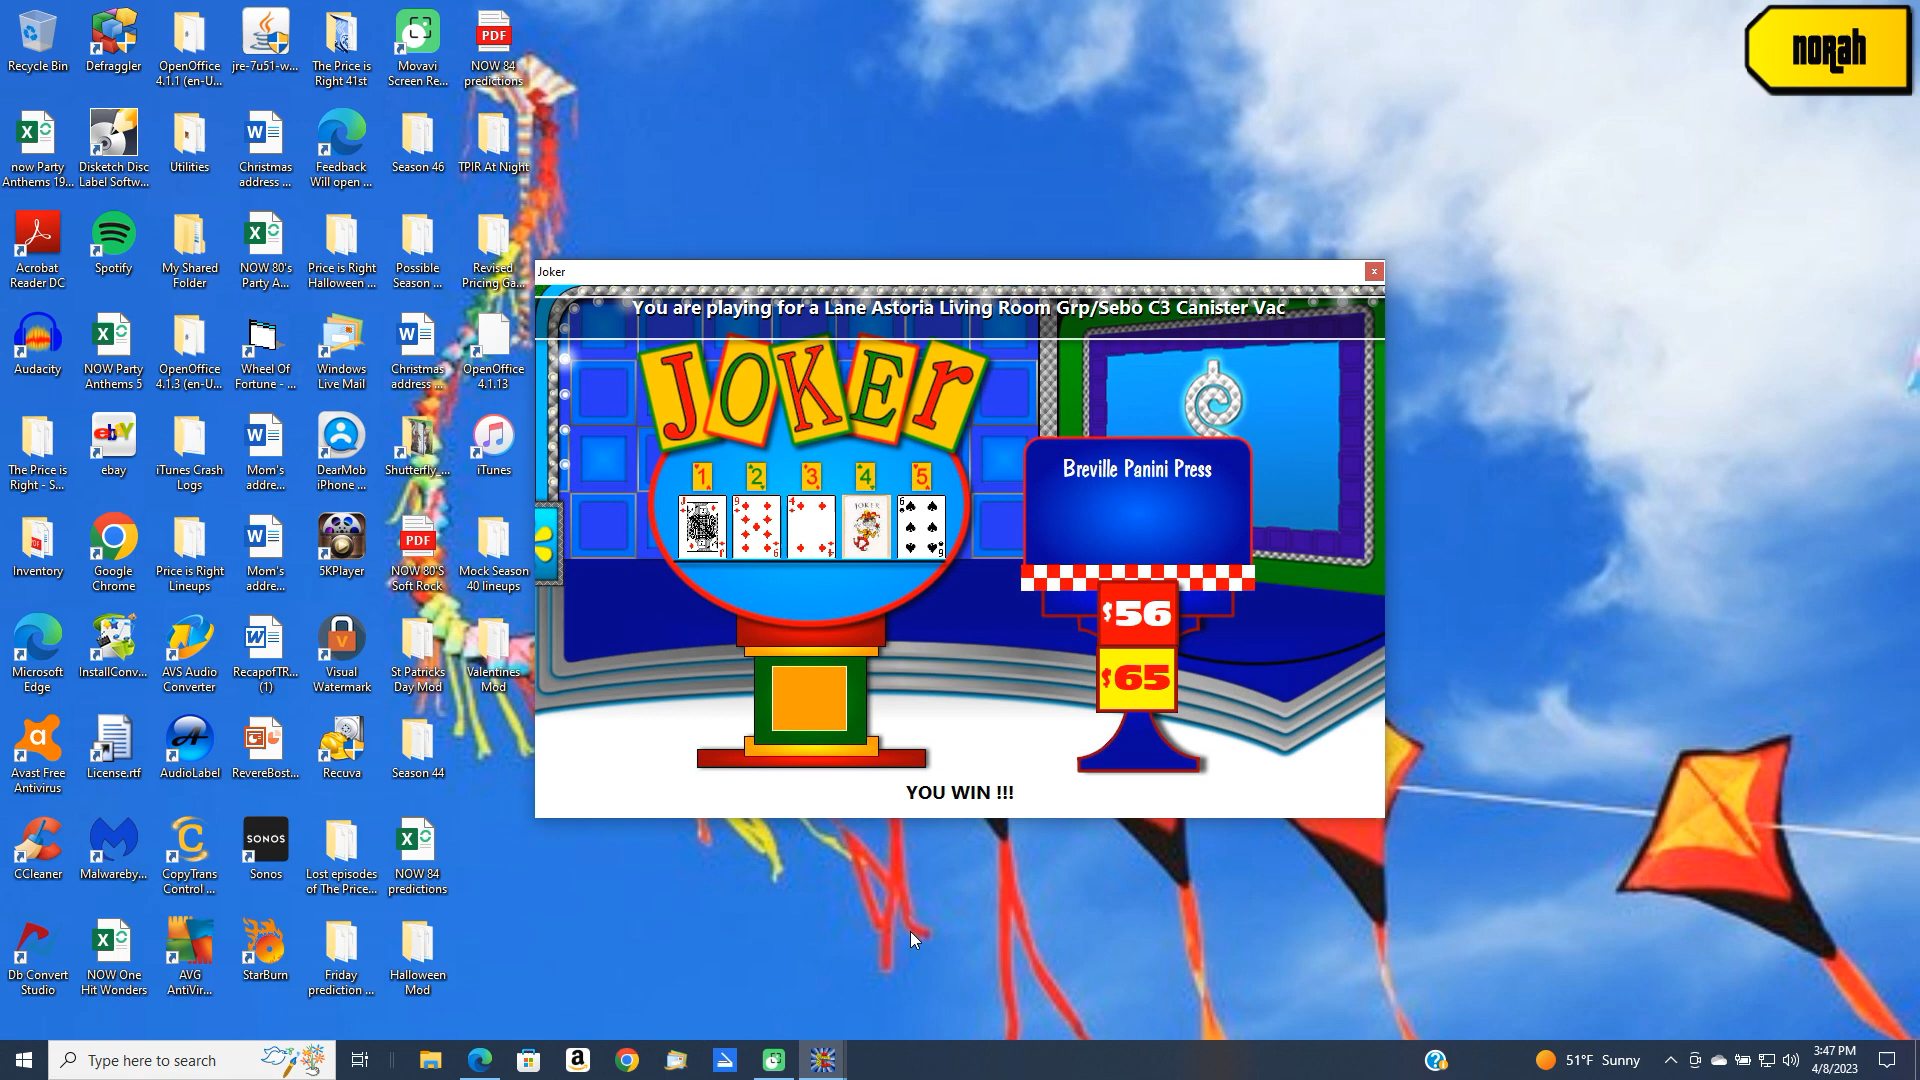 Recycle Bin
Defraggler
OpenOffice
4.1.1 (en-U...
jre-7u51-w...
The Price is
Right 41st
Movavi
Screen Re...
PDF
NOW 84
predictions
now Party
Anthems 19...
Disketch Disc
Label Softw...
Utilities
Christmas
address ...
Feedback
Will open ...
Season 46
TPIR At Night
Acrobat
Reader DC
Spotify
My Shared
Folder
NOW 80's
Party A...
Price is Right
Halloween ...
Possible
Season ...
Revised
Pricing Ga...
Audacity
NOW Party
Anthems 5
OpenOffice
4.1.3 (en-U...
Wheel Of
Fortune - ...
Windows
Live Mail
Christmas
address ...
OpenOffice
4.1.13
The Price is
Right - S...
ebay
ebay
iTunes Crash
Logs
Mom's
addre...
DearMob
iPhone ...
Shutterfly_...
iTunes
Inventory
Google
Chrome
Price is Right
Lineups
Mom's
addre...
5KPlayer
PDF
NOW 80'S
Soft Rock
Mock Season
40 lineups
Microsoft
Edge
InstallConv...
AVS Audio
Converter
RecapofTR...
(1)
Visual
Watermark
St Patricks
Day Mod
Valentines
Mod
Avast Free
Antivirus
License.rtf
AudioLabel
RevereBost...
Recuva
Season 44
CCleaner
Malwareby...
CopyTrans
Control ...
SONOS
Sonos
Lost episodes
of The Price...
NOW 84
predictions
Db Convert
Studio
NOW One
Hit Wonders
AVG
AntiVir...
StarBurn
Friday
prediction ...
Halloween
Mod
norah
Joker
You are playing for a Lane Astoria Living Room Grp/Sebo C3 Canister Vac
JOKEr
1 2 3 4 5
J 9 4 JOKER 6
Breville Panini Press
$56
$65
YOU WIN !!!
Type here to search
51°F Sunny
3:47 PM
4/8/2023